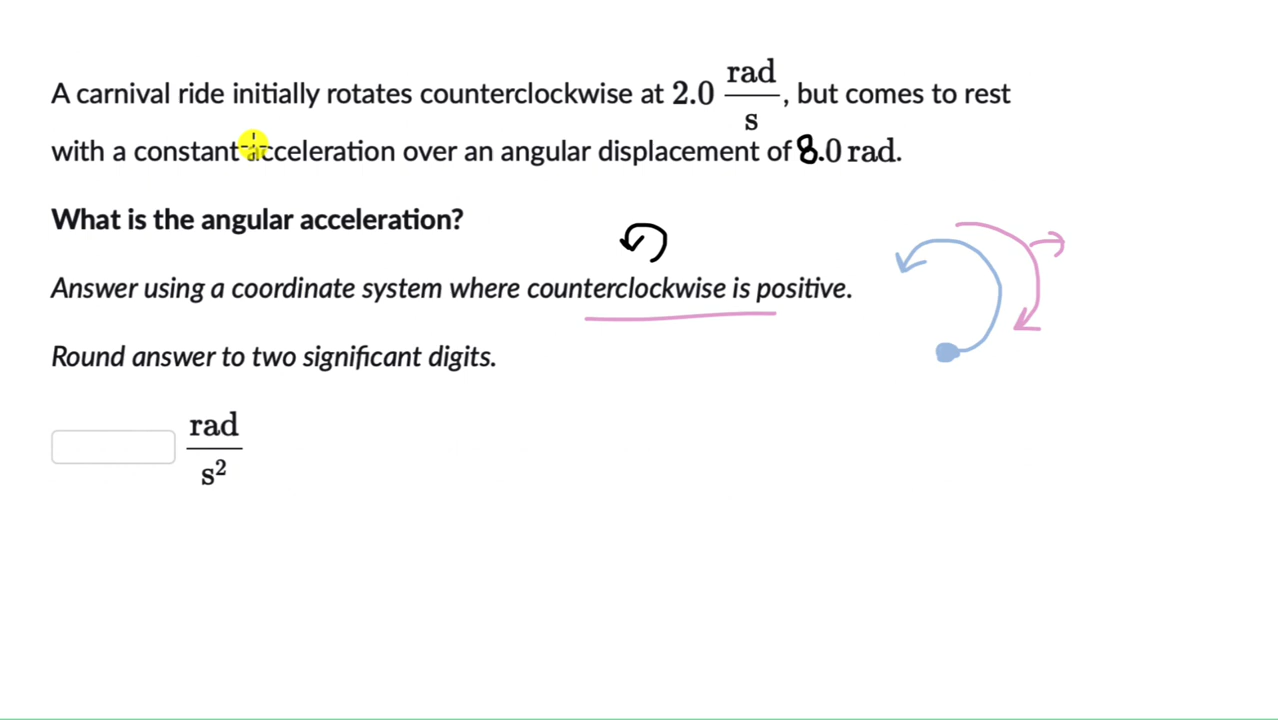 A carnival ride initially rotates counterclockwise at 2.0 rad/s, but comes to rest
with a constant acceleration over an angular displacement of 8.0 rad.
What is the angular acceleration?
Answer using a coordinate system where counterclockwise is positive.
Round answer to two significant digits.
rad/s²